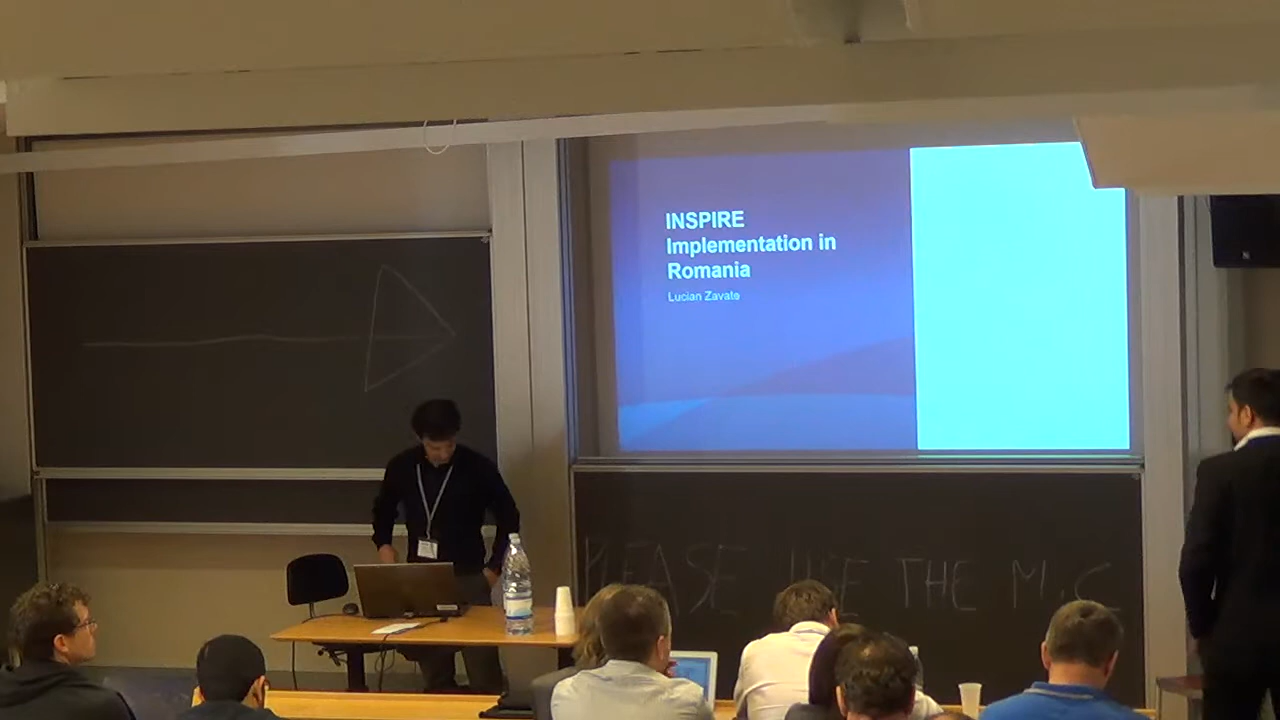 INSPIRE
Implementation in
Romania
Lucian Zavate
PLEASE USE THE MIC